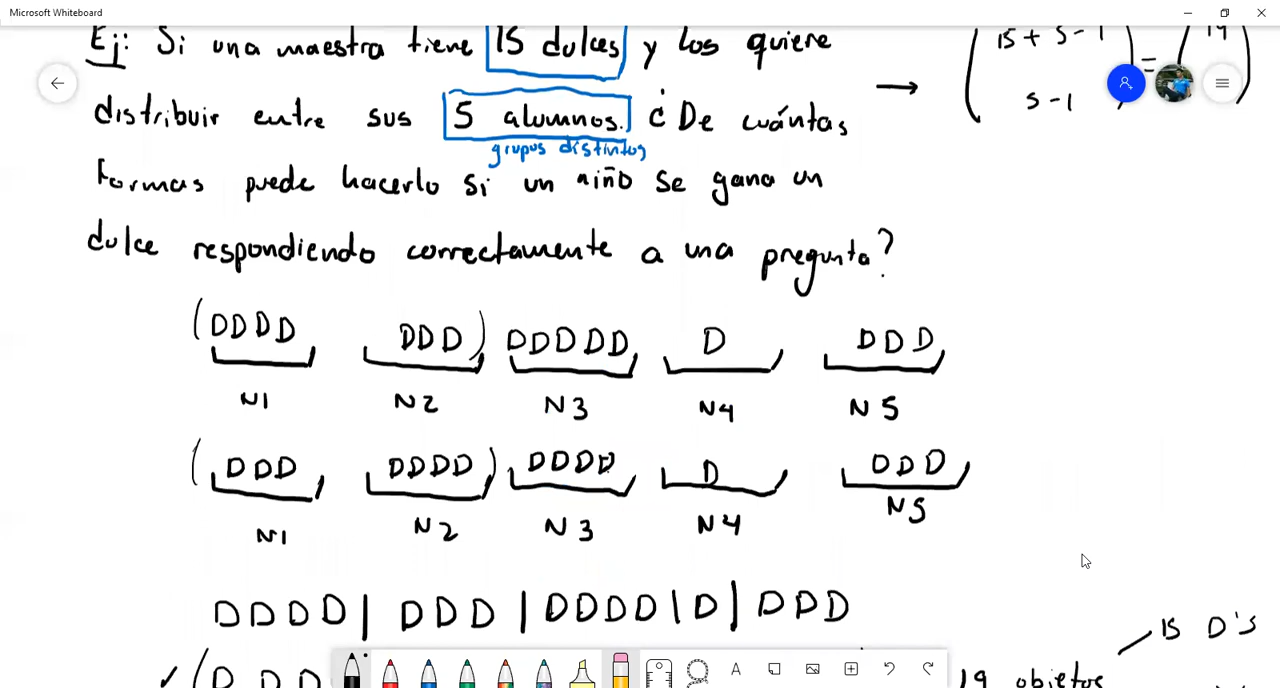 Microsoft Whiteboard
Ej: Si una maestra tiene 15 dulces y los quiere
distribuir entre sus 5 alumnos. ¿De cuántas
grupos distintos
formas puede hacerlo si un niño se gana un
dulce respondiendo correctamente a una pregunta?
→ ( 15 + 5 - 1
5 - 1 ) = ( 19
(DDDD DDD) DDDDD D DDD
N1 N2 N3 N4 N5
(DDD DDDD) DDDD D DDD
N1 N2 N3 N4 N5
DDDD | DDD | DDDD | D | DDD
15 D's
✓ (D DD
19 objetos